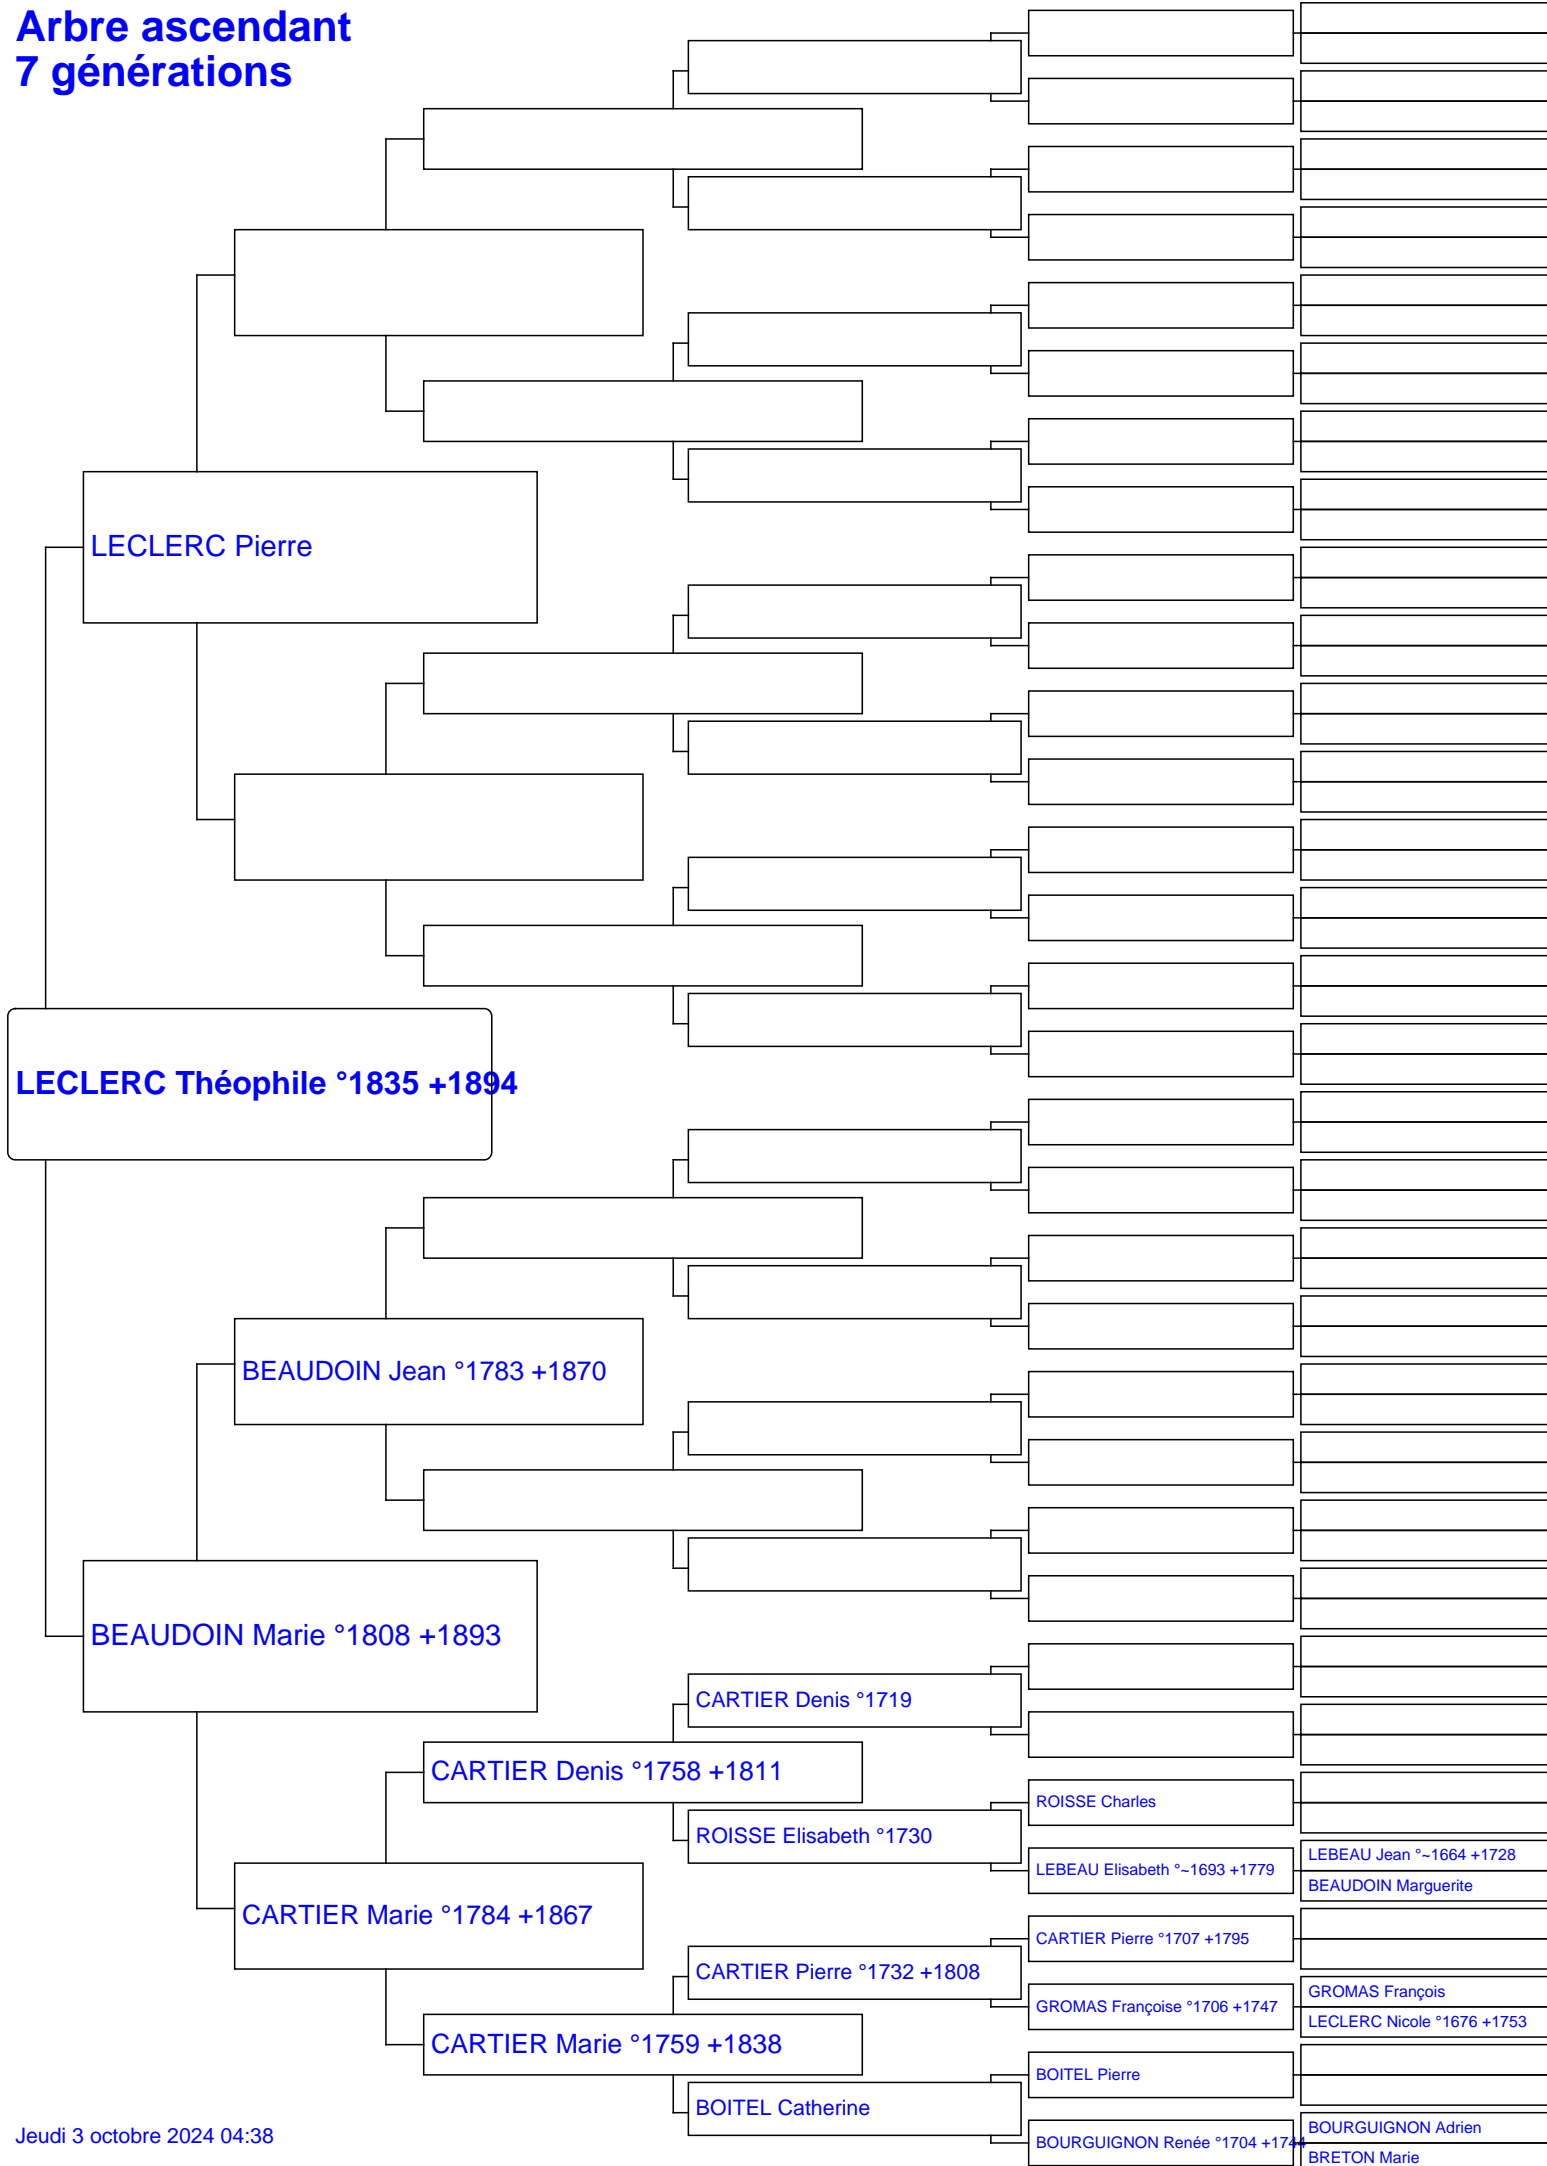 Arbre ascendant
7 générations
LECLERC Pierre
LECLERC Théophile °1835 +1894
BEAUDOIN Jean °1783 +1870
BEAUDOIN Marie °1808 +1893
CARTIER Denis °1719
CARTIER Denis °1758 +1811
ROISSE Charles
ROISSE Elisabeth °1730
LEBEAU Jean °~1664 +1728
LEBEAU Elisabeth °~1693 +1779
BEAUDOIN Marguerite
CARTIER Marie °1784 +1867
CARTIER Pierre °1707 +1795
CARTIER Pierre °1732 +1808
GROMAS François
GROMAS Françoise °1706 +1747
LECLERC Nicole °1676 +1753
CARTIER Marie °1759 +1838
BOITEL Pierre
BOITEL Catherine
BOURGUIGNON Adrien
BOURGUIGNON Renée °1704 +1744
BRETON Marie
Jeudi 3 octobre 2024 04:38